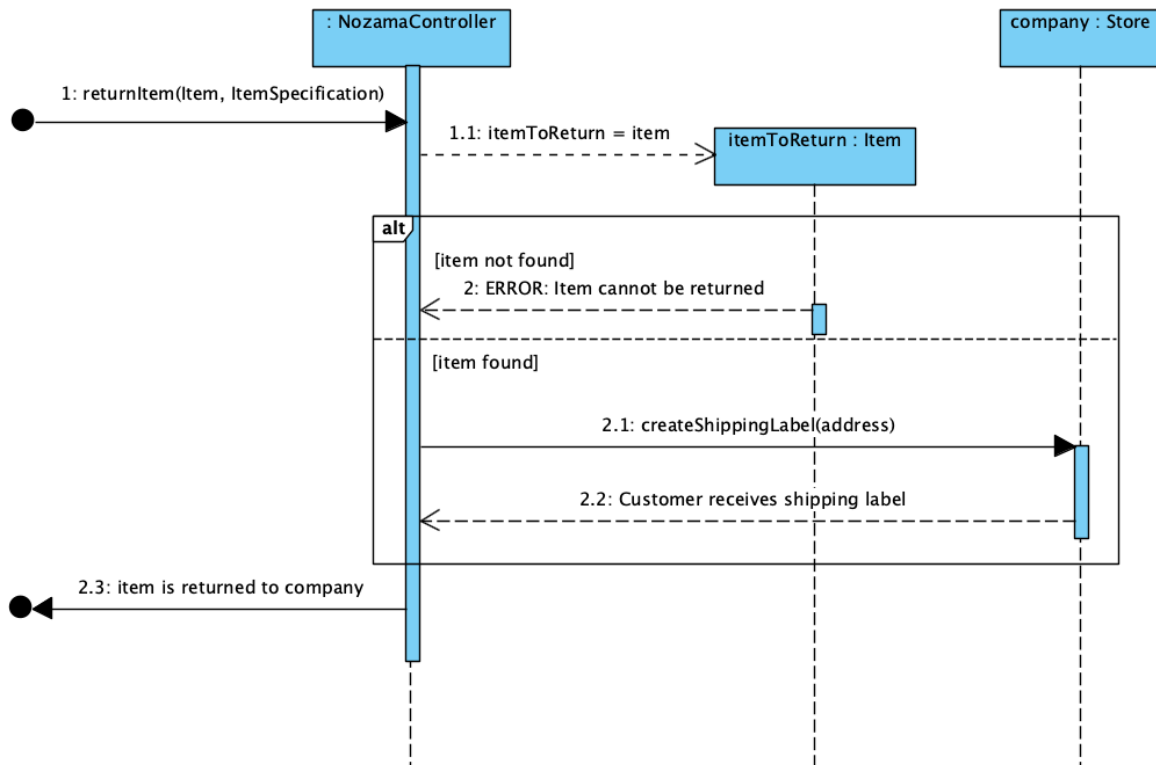 : NozamaController
company : Store
1: returnItem(Item, ItemSpecification)
1.1: itemToReturn = item
itemToReturn : Item
alt
[item not found]
2: ERROR: Item cannot be returned
[item found]
2.1: createShippingLabel(address)
2.2: Customer receives shipping label
2.3: item is returned to company